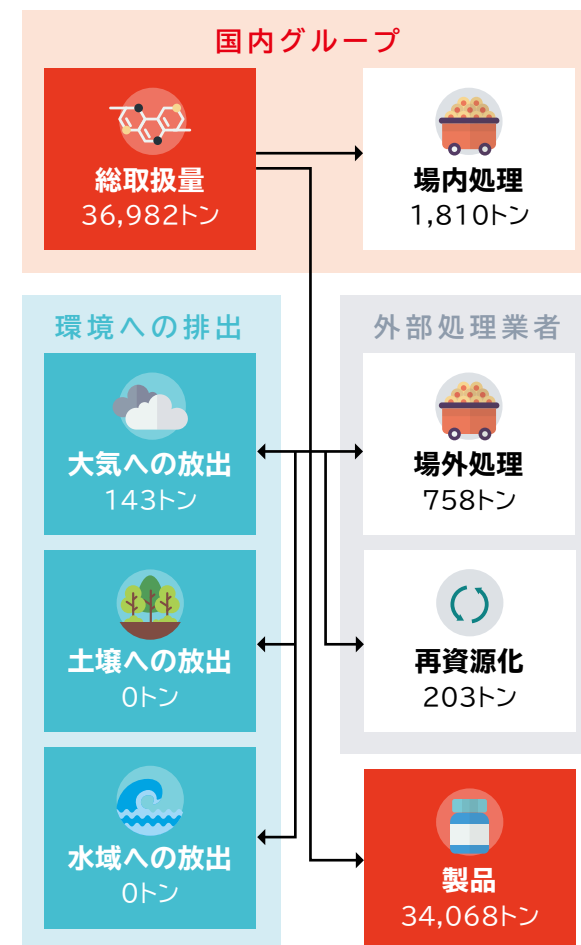 国内グループ
総取扱量
36,982トン
場内処理
1,810トン
環境への排出
大気への放出
143トン
土壌への放出
0トン
水域への放出
0トン
外部処理業者
場外処理
758トン
再資源化
203トン
製品
34,068トン